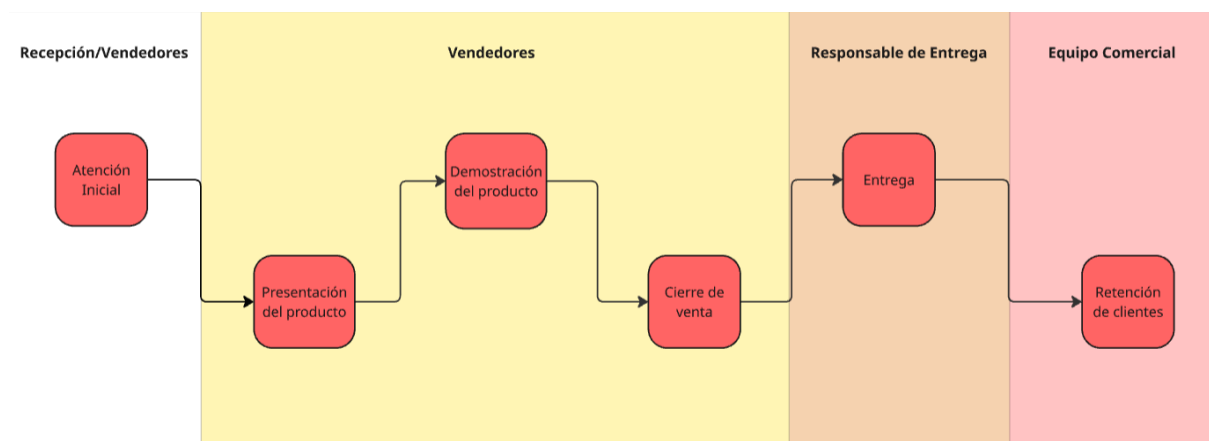 Recepción/Vendedores
Vendedores
Responsable de Entrega
Equipo Comercial
Atención
Inicial
Presentación
del producto
Demostración
del producto
Cierre de
venta
Entrega
Retención
de clientes